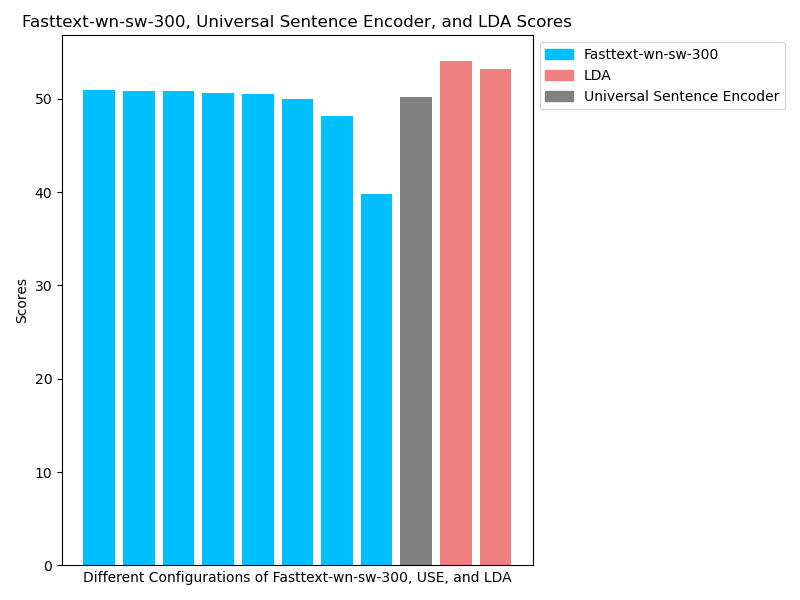 Fasttext-wn-sw-300, Universal Sentence Encoder, and LDA Scores
Fasttext-wn-sw-300
LDA
Universal Sentence Encoder
Scores
50
40
30
20
10
0
Different Configurations of Fasttext-wn-sw-300, USE, and LDA